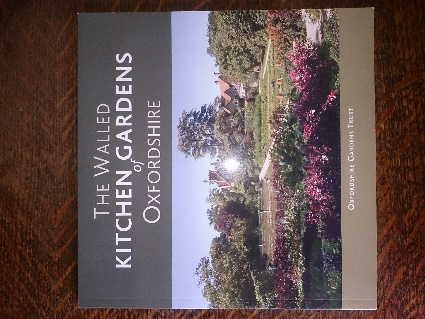 THE WALLED
KITCHEN GARDENS
of
OXFORDSHIRE
OXFORDSHIRE GARDENS TRUST